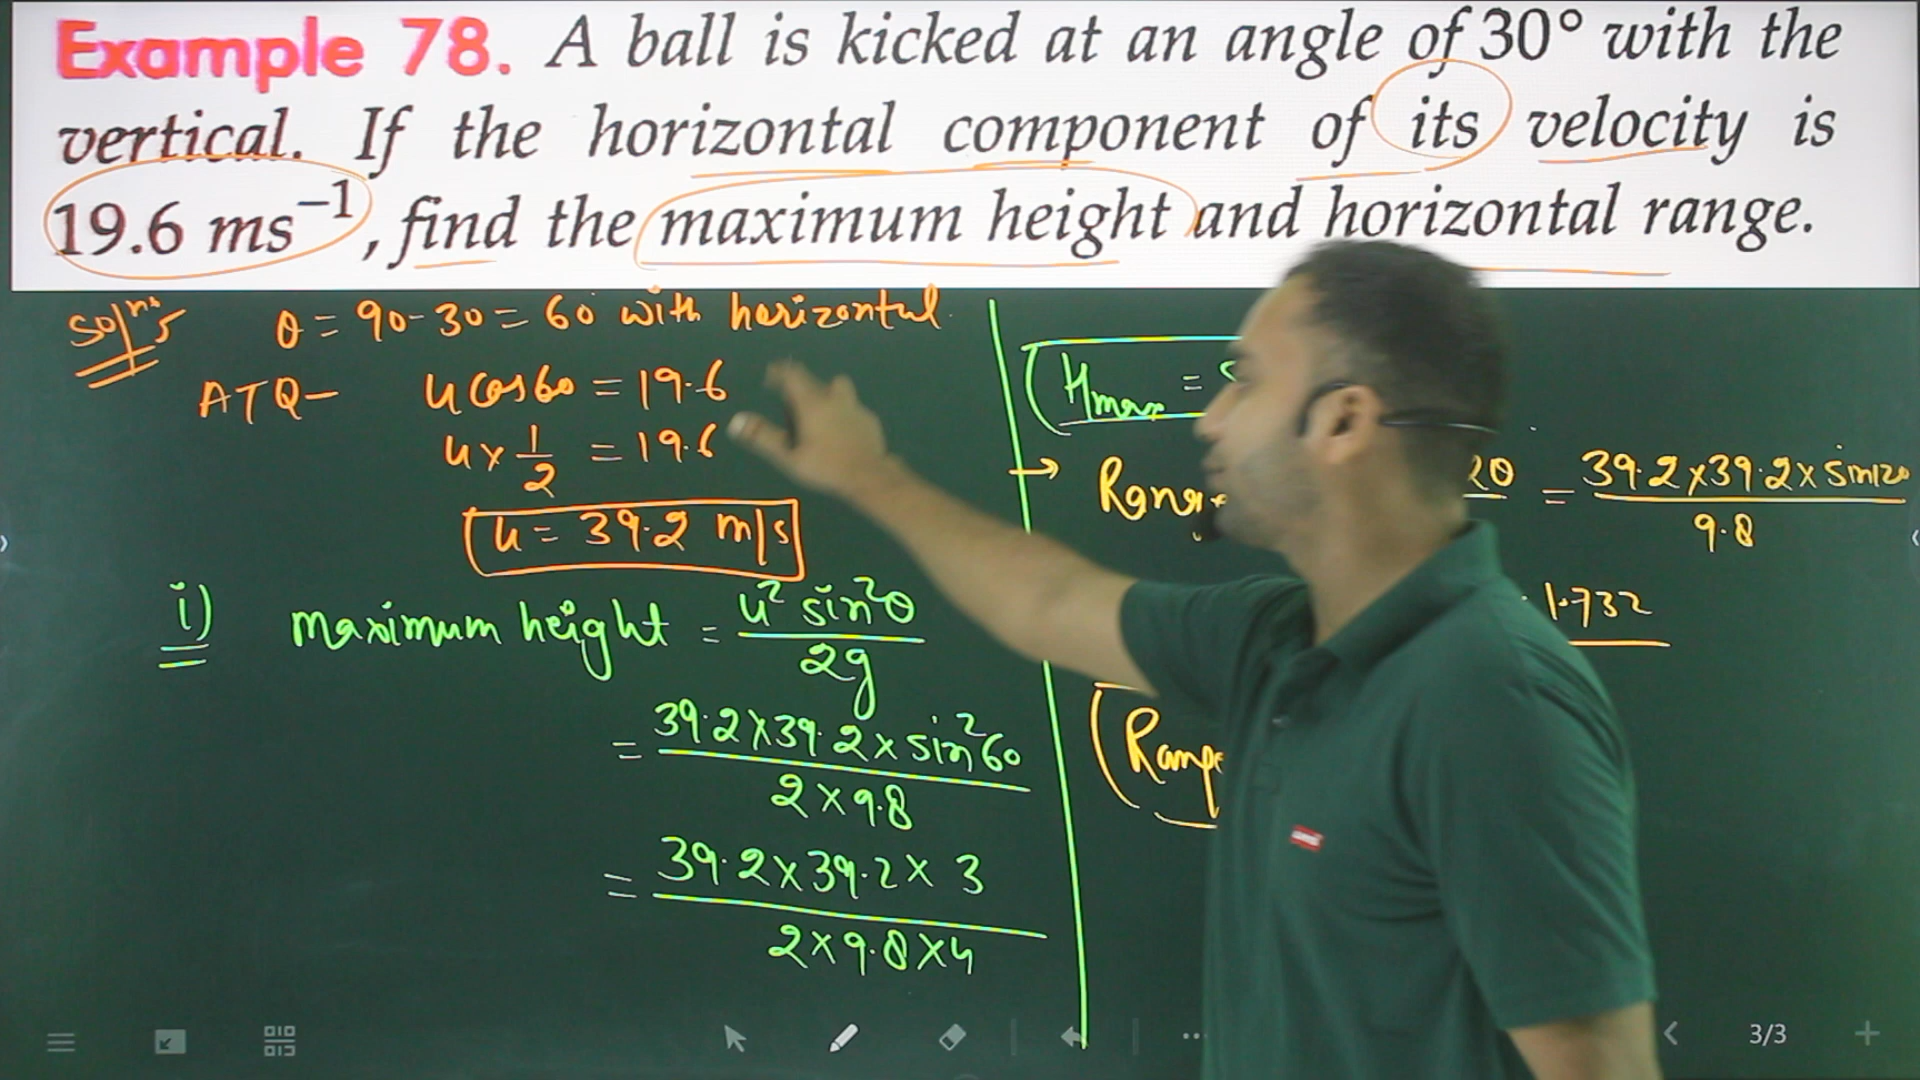 Example 78. A ball is kicked at an angle of 30° with the
vertical. If the horizontal component of its velocity is
19.6 ms⁻¹, find the maximum height and horizontal range.
Solns
θ = 90-30 = 60 with horizontal
ATQ- u cos60 = 19.6
u × 1/2 = 19.6
u = 39.2 m/s
i) maximum height = u² sin²θ / 2g
= 39.2×39.2× sin²60 / 2×9.8
= 39.2×39.2×3 / 2×9.8×4
Hmax =
→ Range 2θ = 39.2×39.2×sin120 / 9.8
1.732
Range
3/3